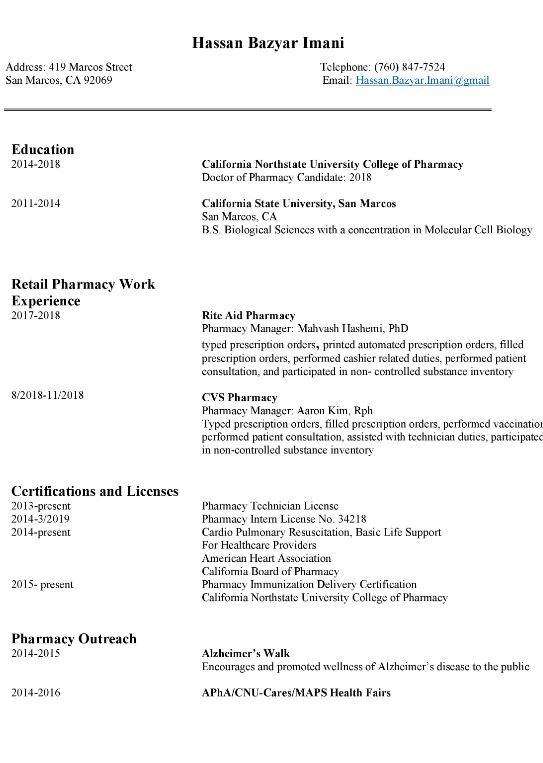 Hassan Bazyar Imani
Address: 419 Marcos Street Telephone: (760) 847-7524
San Marcos, CA 92069 Email: Hassan.Bazyar.Imani@gmail
Education
2014-2018 California Northstate University College of Pharmacy
Doctor of Pharmacy Candidate: 2018
2011-2014 California State University, San Marcos
San Marcos, CA
B.S. Biological Sciences with a concentration in Molecular Cell Biology
Retail Pharmacy Work
Experience
2017-2018 Rite Aid Pharmacy
Pharmacy Manager: Mahvash Hashemi, PhD
typed prescription orders, printed automated prescription orders, filled
prescription orders, performed cashier related duties, performed patient
consultation, and participated in non- controlled substance inventory
8/2018-11/2018 CVS Pharmacy
Pharmacy Manager: Aaron Kim, Rph
Typed prescription orders, filled prescription orders, performed vaccination
performed patient consultation, assisted with technician duties, participated
in non-controlled substance inventory
Certifications and Licenses
2013-present Pharmacy Technician License
2014-3/2019 Pharmacy Intern License No. 34218
2014-present Cardio Pulmonary Resuscitation, Basic Life Support
For Healthcare Providers
American Heart Association
California Board of Pharmacy
2015- present Pharmacy Immunization Delivery Certification
California Northstate University College of Pharmacy
Pharmacy Outreach
2014-2015 Alzheimer's Walk
Encourages and promoted wellness of Alzheimer's disease to the public
2014-2016 APhA/CNU-Cares/MAPS Health Fairs